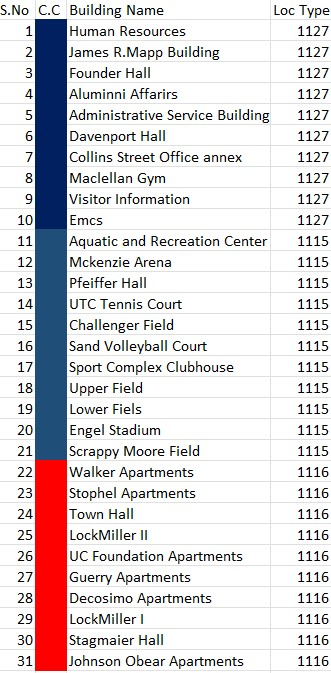 S.No C.C Building Name Loc Type
1 Human Resources 1127
2 James R.Mapp Building 1127
3 Founder Hall 1127
4 Aluminni Affarirs 1127
5 Administrative Service Building 1127
6 Davenport Hall 1127
7 Collins Street Office annex 1127
8 Maclellan Gym 1127
9 Visitor Information 1127
10 Emcs 1127
11 Aquatic and Recreation Center 1115
12 Mckenzie Arena 1115
13 Pfeiffer Hall 1115
14 UTC Tennis Court 1115
15 Challenger Field 1115
16 Sand Volleyball Court 1115
17 Sport Complex Clubhouse 1115
18 Upper Field 1115
19 Lower Fiels 1115
20 Engel Stadium 1115
21 Scrappy Moore Field 1115
22 Walker Apartments 1116
23 Stophel Apartments 1116
24 Town Hall 1116
25 LockMiller II 1116
26 UC Foundation Apartments 1116
27 Guerry Apartments 1116
28 Decosimo Apartments 1116
29 LockMiller I 1116
30 Stagmaier Hall 1116
31 Johnson Obear Apartments 1116